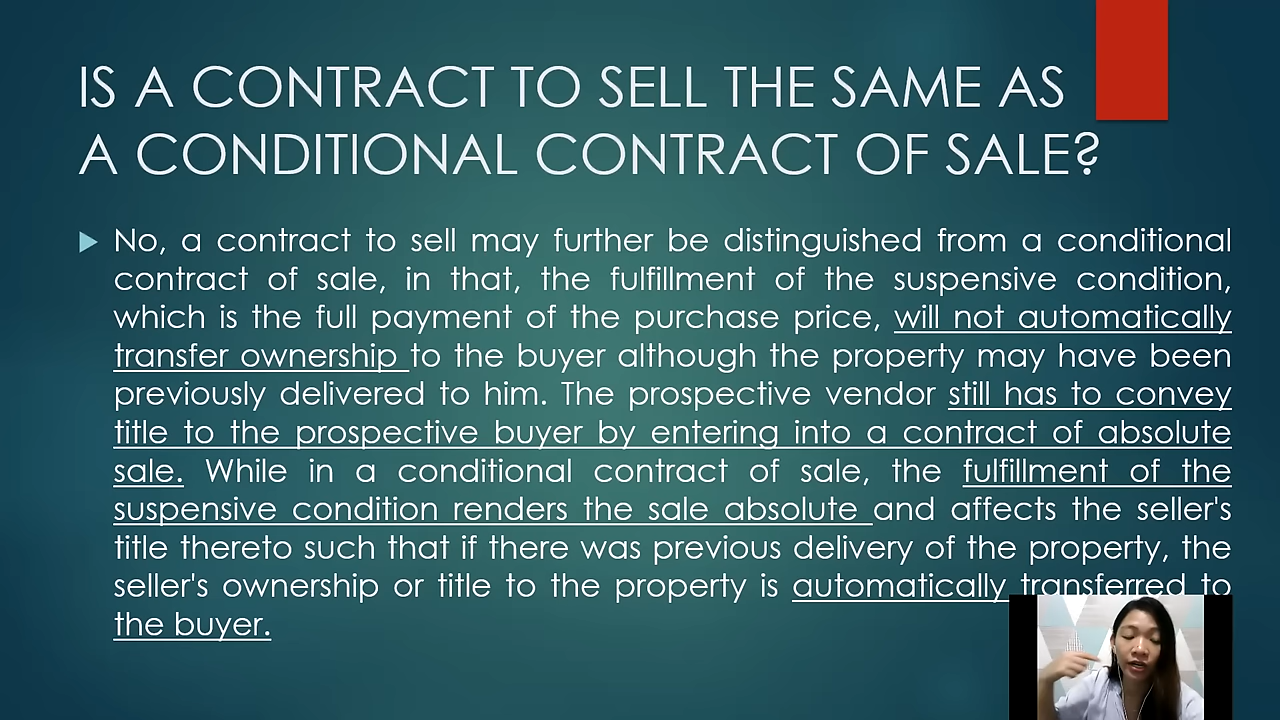 IS A CONTRACT TO SELL THE SAME AS
A CONDITIONAL CONTRACT OF SALE?
No, a contract to sell may further be distinguished from a conditional
contract of sale, in that, the fulfillment of the suspensive condition,
which is the full payment of the purchase price, will not automatically
transfer ownership to the buyer although the property may have been
previously delivered to him. The prospective vendor still has to convey
title to the prospective buyer by entering into a contract of absolute
sale. While in a conditional contract of sale, the fulfillment of the
suspensive condition renders the sale absolute and affects the seller's
title thereto such that if there was previous delivery of the property, the
seller's ownership or title to the property is automatically transferred to
the buyer.